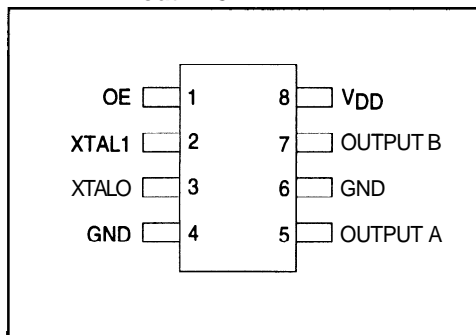 OE 1 8 VDD
XTAL1 2 7 OUTPUT B
XTALO 3 6 GND
GND 4 5 OUTPUT A